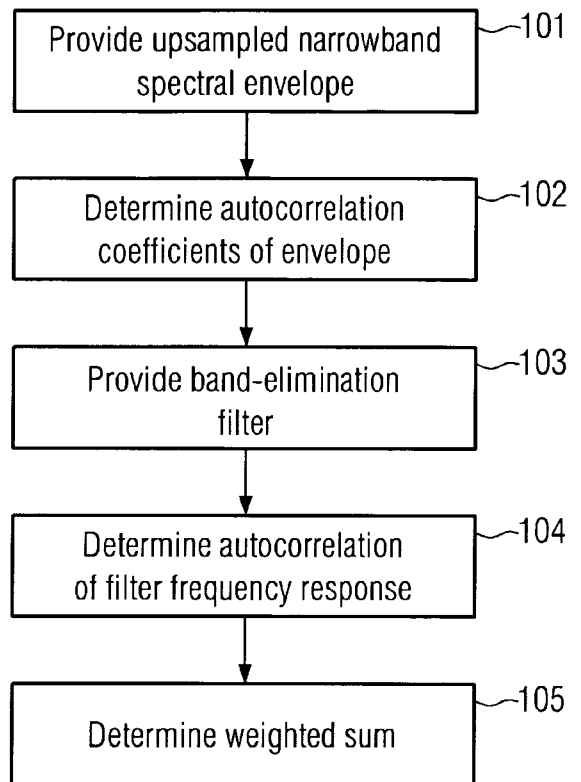 Provide upsampled narrowband
spectral envelope
101
Determine autocorrelation
coefficients of envelope
102
Provide band-elimination
filter
103
Determine autocorrelation
of filter frequency response
104
Determine weighted sum
105